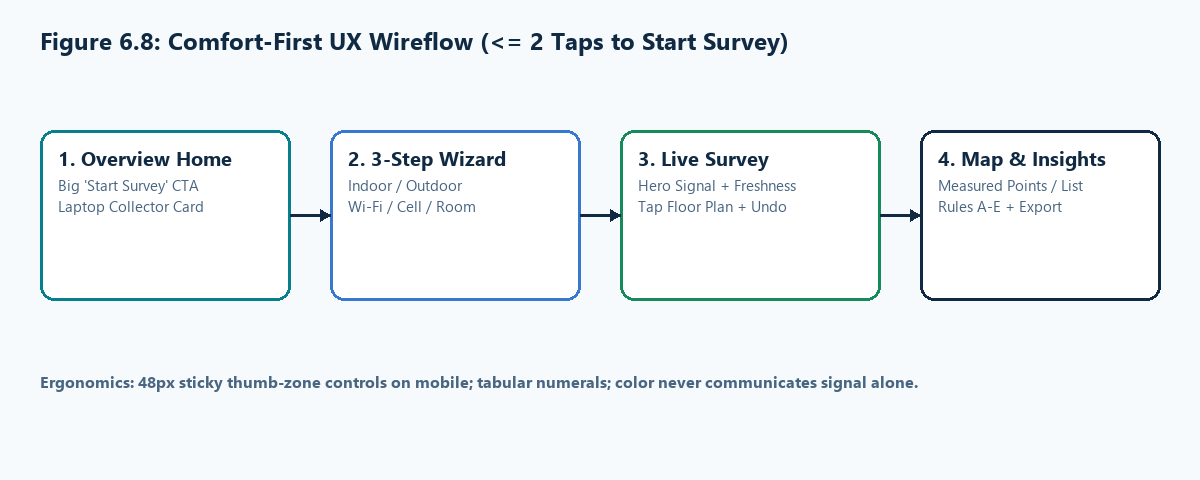 Figure 6.8: Comfort-First UX Wireflow (<= 2 Taps to Start Survey)
1. Overview Home
Big 'Start Survey' CTA
Laptop Collector Card
2. 3-Step Wizard
Indoor / Outdoor
Wi-Fi / Cell / Room
3. Live Survey
Hero Signal + Freshness
Tap Floor Plan + Undo
4. Map & Insights
Measured Points / List
Rules A-E + Export
Ergonomics: 48px sticky thumb-zone controls on mobile; tabular numerals; color never communicates signal alone.